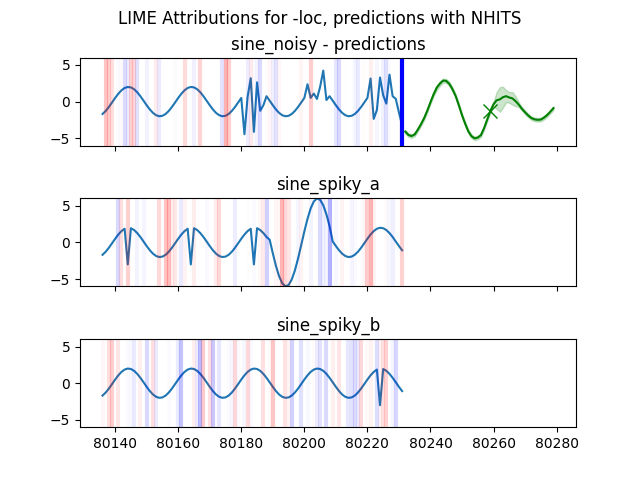 LIME Attributions for -loc, predictions with NHITS
sine_noisy - predictions
5
0
−5
sine_spiky_a
5
0
−5
sine_spiky_b
5
0
−5
80140 80160 80180 80200 80220 80240 80260 80280